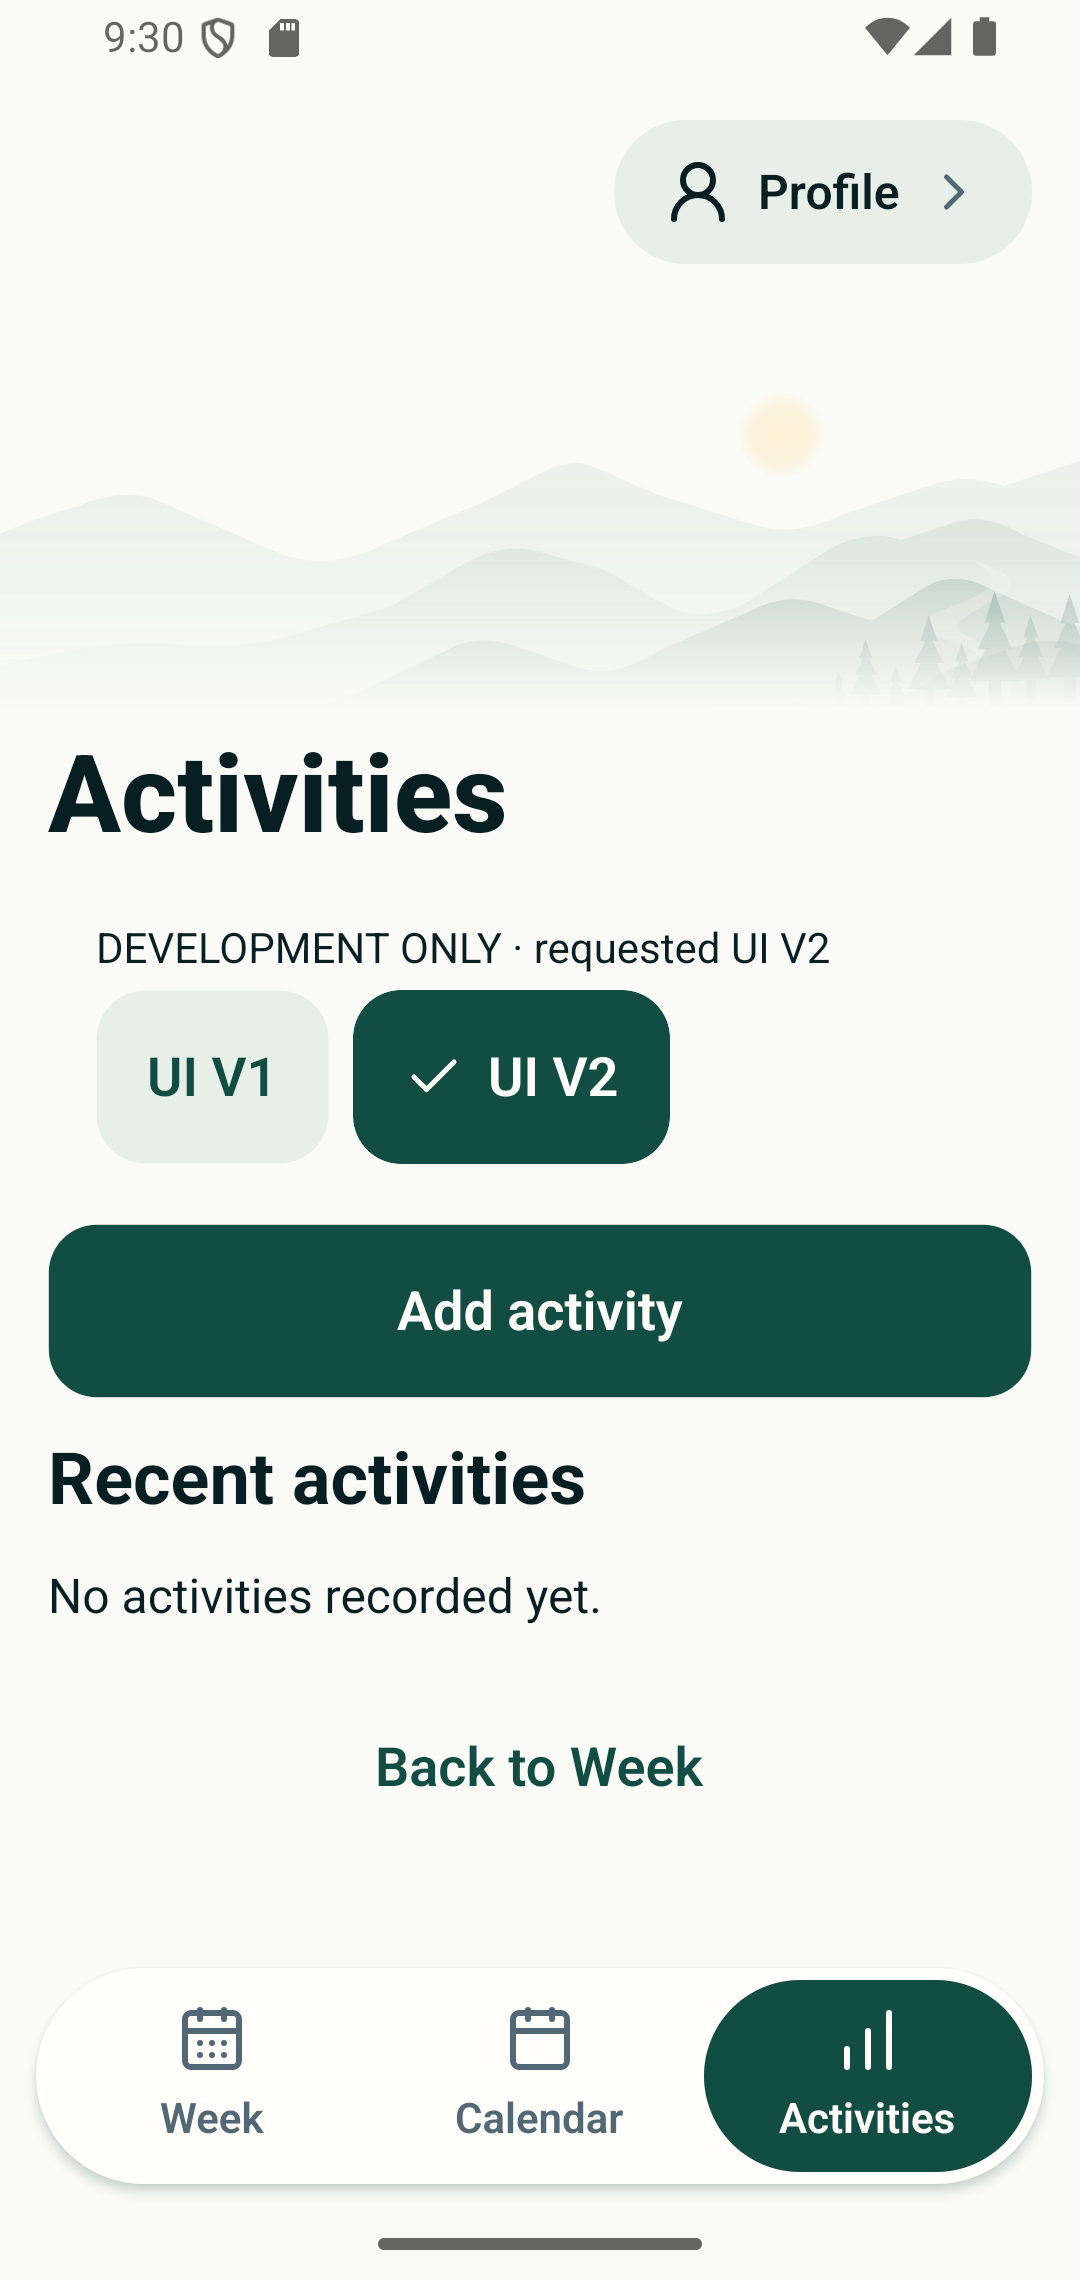 9:30
Profile
Activities
DEVELOPMENT ONLY · requested UI V2
UI V1
UI V2
Add activity
Recent activities
No activities recorded yet.
Back to Week
Week
Calendar
Activities